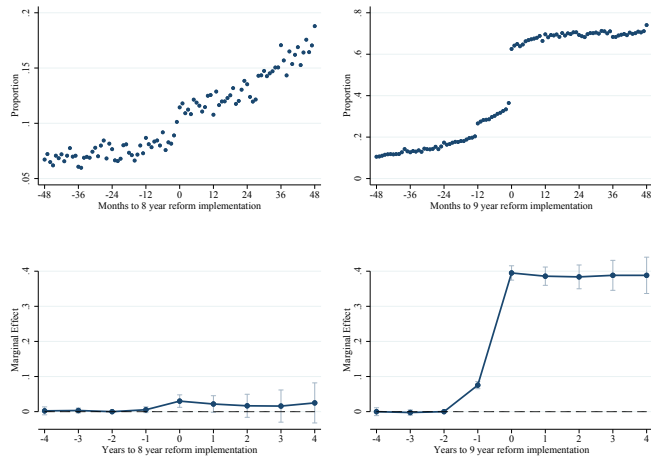 .2
.15
.1
.05
Proportion
-48 -36 -24 -12 0 12 24 36 48
Months to 8 year reform implementation
.8
.6
.4
.2
0
Proportion
-48 -36 -24 -12 0 12 24 36 48
Months to 9 year reform implementation
.4
.3
.2
.1
0
Marginal Effect
-4 -3 -2 -1 0 1 2 3 4
Years to 8 year reform implementation
.4
.3
.2
.1
0
Marginal Effect
-4 -3 -2 -1 0 1 2 3 4
Years to 9 year reform implementation